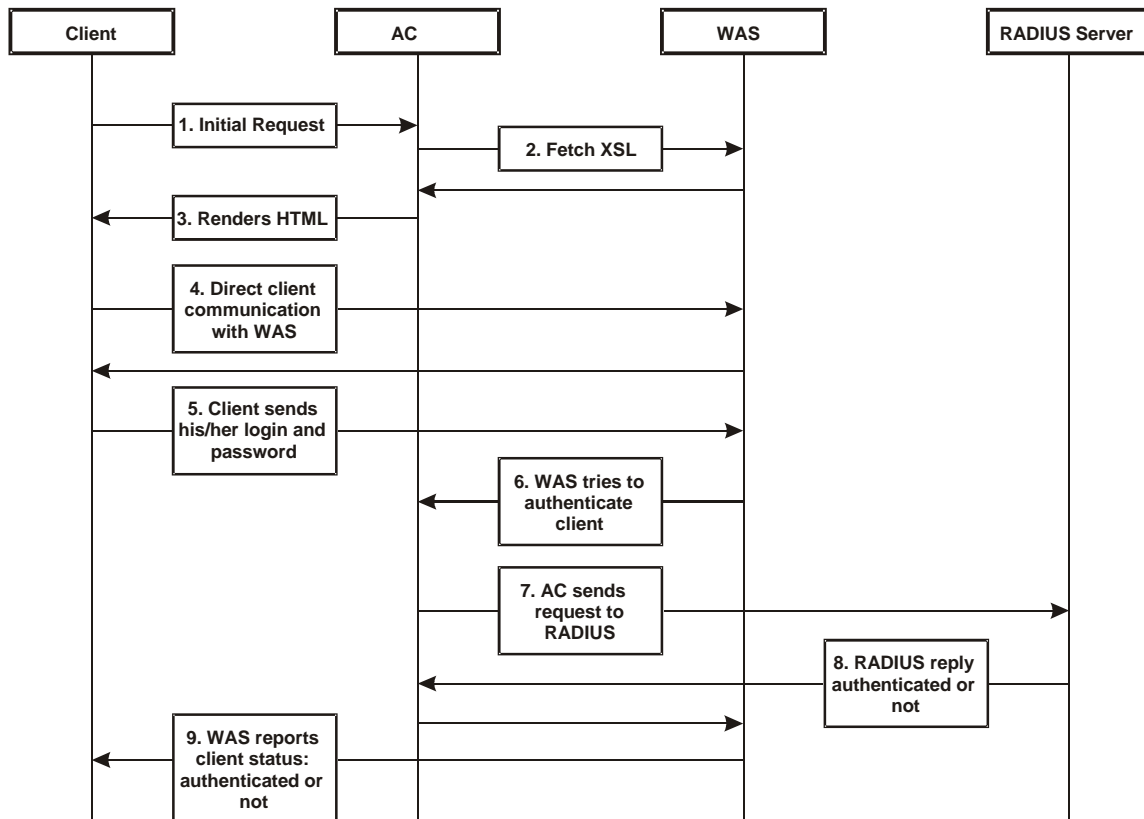 Client
AC
WAS
RADIUS Server
1. Initial Request
2. Fetch XSL
3. Renders HTML
4. Direct client
communication
with WAS
5. Client sends
his/her login and
password
6. WAS tries to
authenticate
client
7. AC sends
request to
RADIUS
8. RADIUS reply
authenticated or
not
9. WAS reports
client status:
authenticated or
not